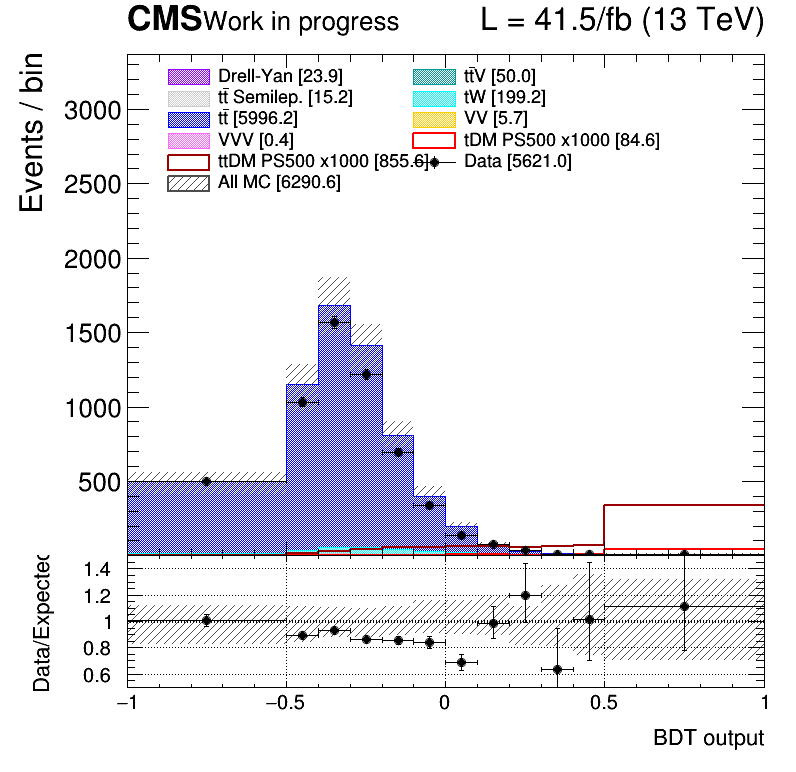 CMS Work in progress L = 41.5/fb (13 TeV)
Events / bin
Drell-Yan [23.9] tt̄V [50.0]
tt̄ Semilep. [15.2] tW [199.2]
tt̄ [5996.2] VV [5.7]
VVV [0.4] tDM PS500 x1000 [84.6]
ttDM PS500 x1000 [855.6] Data [5621.0]
All MC [6290.6]
3000
2500
2000
1500
1000
500
Data/Expected
1.4
1.2
1
0.8
0.6
−1 −0.5 0 0.5 1
BDT output